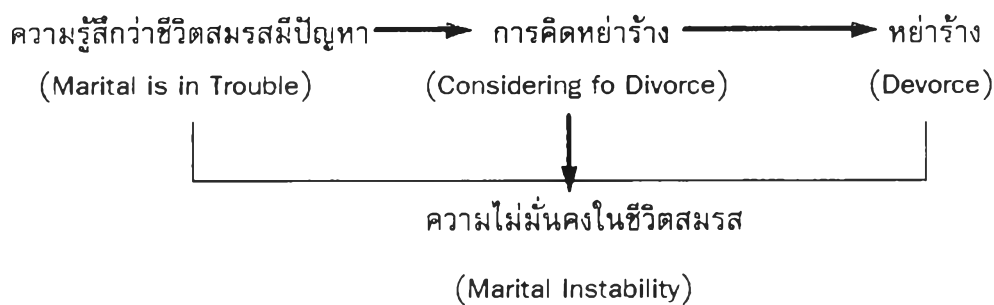 ความรู้สึกว่าชีวิตสมรสมีปัญหา การคิดหย่าร้าง หย่าร้าง
(Marital is in Trouble) (Considering fo Divorce) (Devorce)
ความไม่มั่นคงในชีวิตสมรส
(Marital Instability)